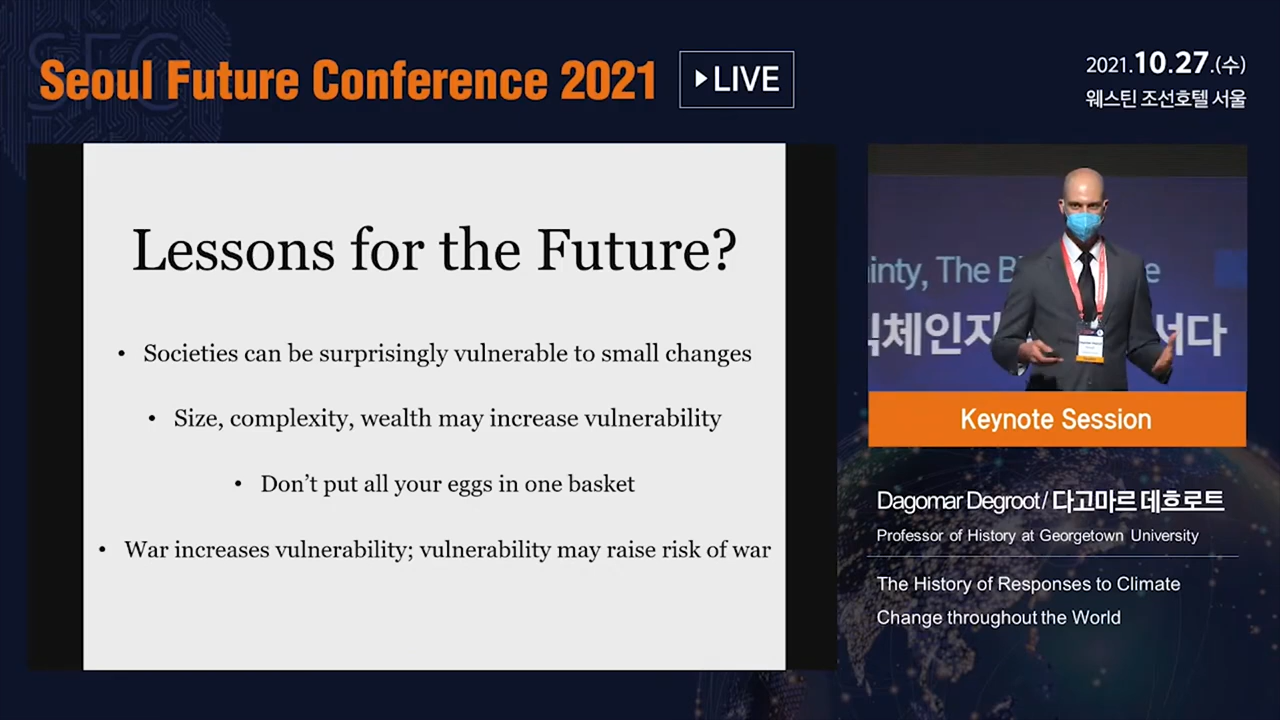 SFC
Seoul Future Conference 2021
LIVE
2021.10.27.(수)
웨스틴 조선호텔 서울
Lessons for the Future?
• Societies can be surprisingly vulnerable to small changes
• Size, complexity, wealth may increase vulnerability
• Don’t put all your eggs in one basket
• War increases vulnerability; vulnerability may raise risk of war
The
Keynote Session
Dagomar Degroot / 다고마르 데흐로트
Professor of History at Georgetown University
The History of Responses to Climate
Change throughout the World